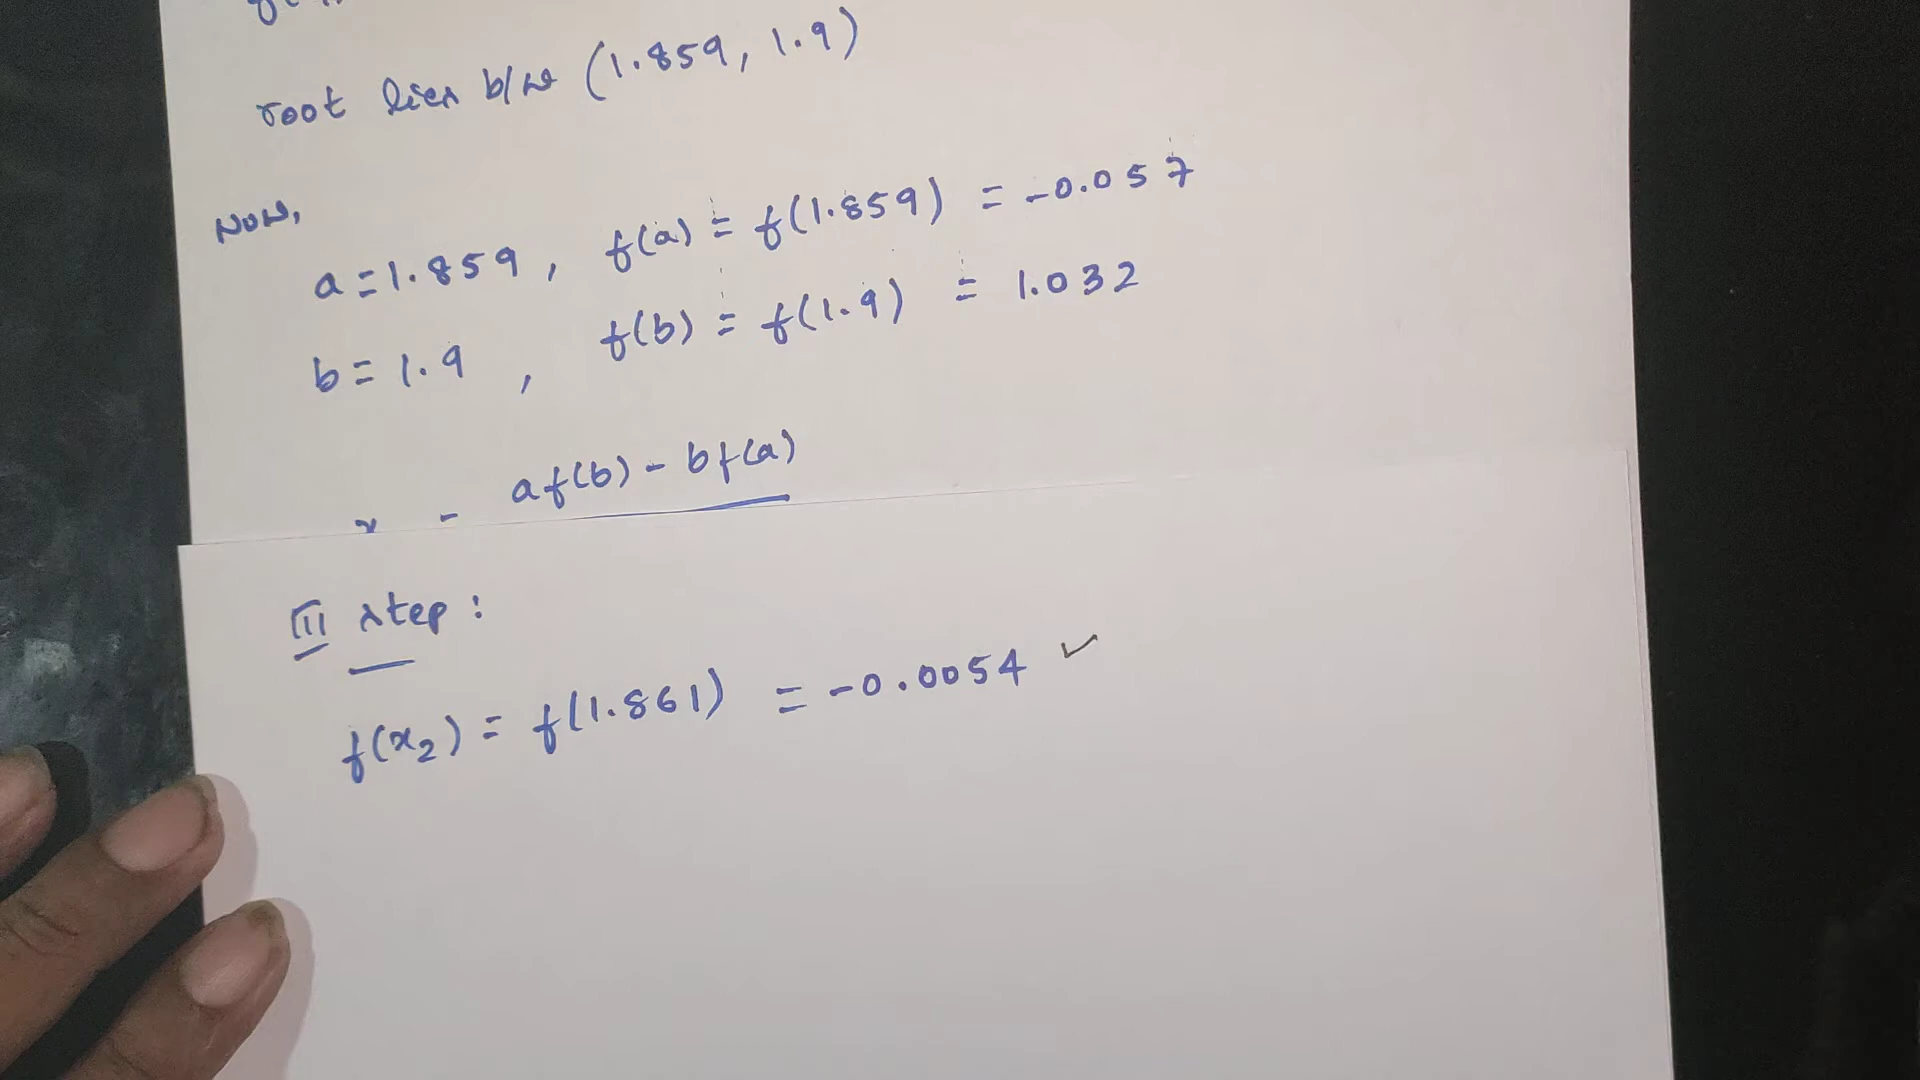 root lies b/w (1.859, 1.9)
Now,
a = 1.859, f(a) = f(1.859) = -0.057
b = 1.9, f(b) = f(1.9) = 1.032
af(b) - bf(a)
III step:
f(x₂) = f(1.861) = -0.0054 ✓